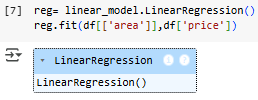 [7] reg= linear_model.LinearRegression()
reg.fit(df[['area']],df['price'])
LinearRegression
LinearRegression()